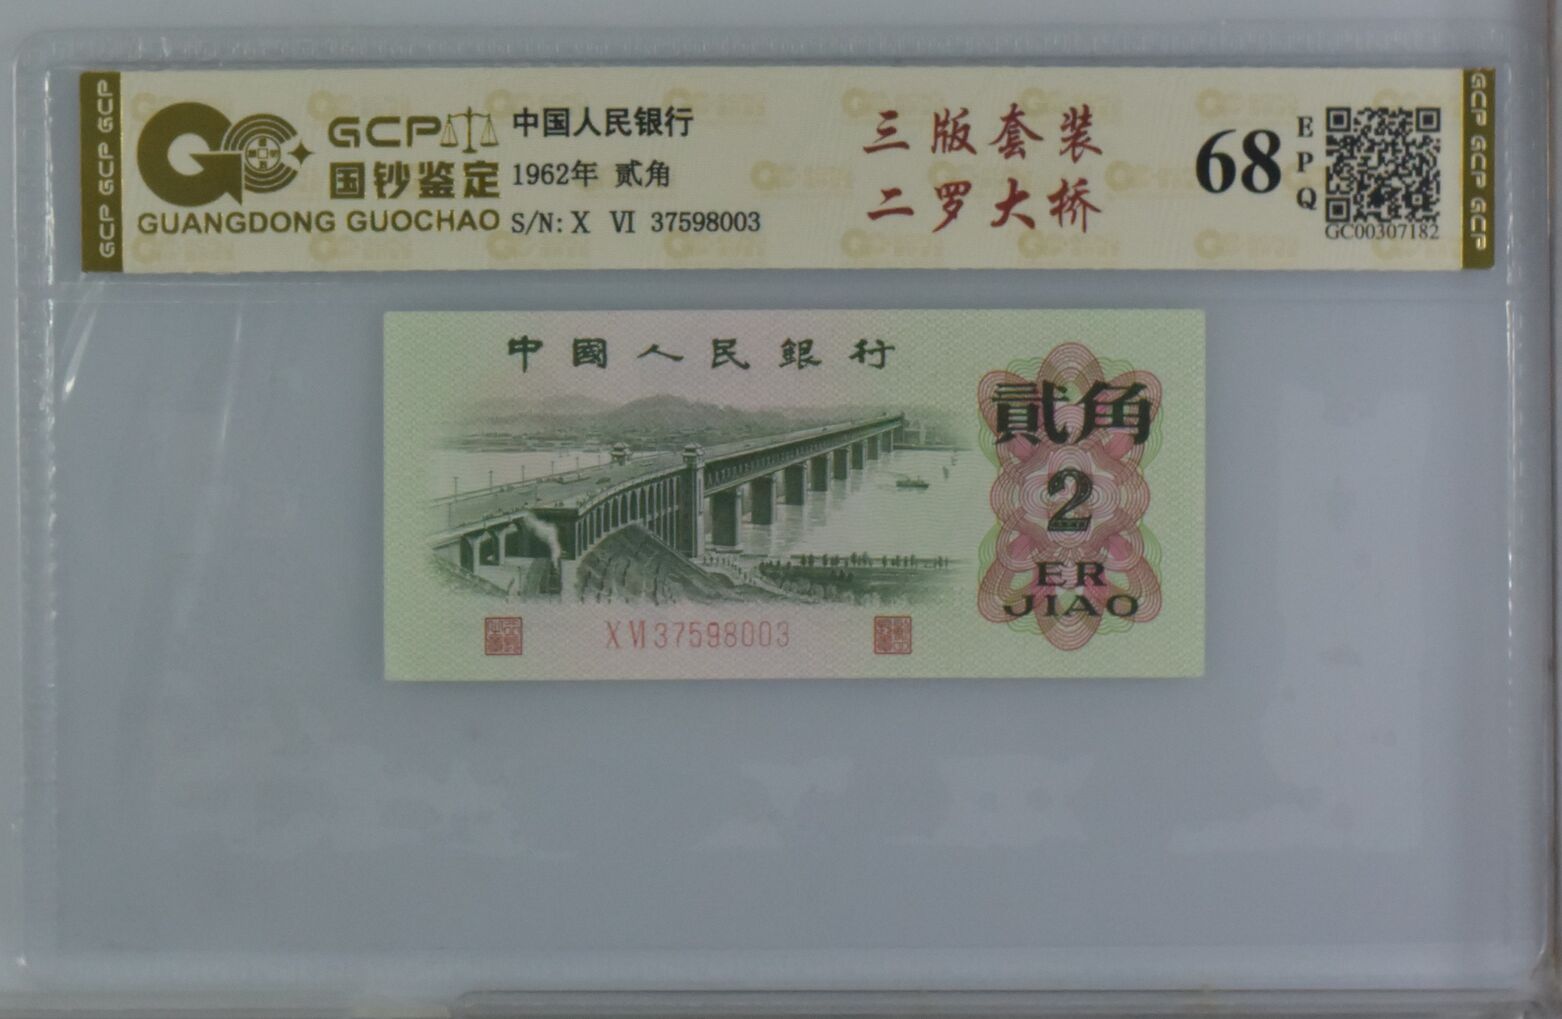 GCP GCP GCP
GCP
国钞鉴定
GUANGDONG GUOCHAO
中国人民银行
1962年 贰角
S/N: X Ⅵ 37598003
三版套装
二罗大桥
68
EPQ
GC00307182
GCP GCP GCP
中國人民銀行
貳角
2
ER
JIAO
X Ⅵ 37598003